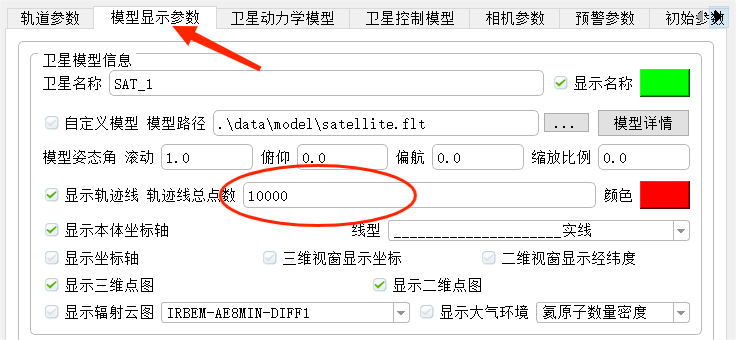 轨道参数 模型显示参数 卫星动力学模型 卫星控制模型 相机参数 预警参数 初始参数
卫星模型信息
卫星名称 SAT_1 显示名称
自定义模型 模型路径 .\data\model\satellite.flt ... 模型详情
模型姿态角 滚动 1.0 俯仰 0.0 偏航 0.0 缩放比例 0.0
显示轨迹线 轨迹线总点数 10000 颜色
显示本体坐标轴 线型 ______________________实线
显示坐标轴 三维视窗显示坐标 二维视窗显示经纬度
显示三维点图 显示二维点图
显示辐射云图 IRBEM-AE8MIN-DIFF1 显示大气环境 氦原子数量密度